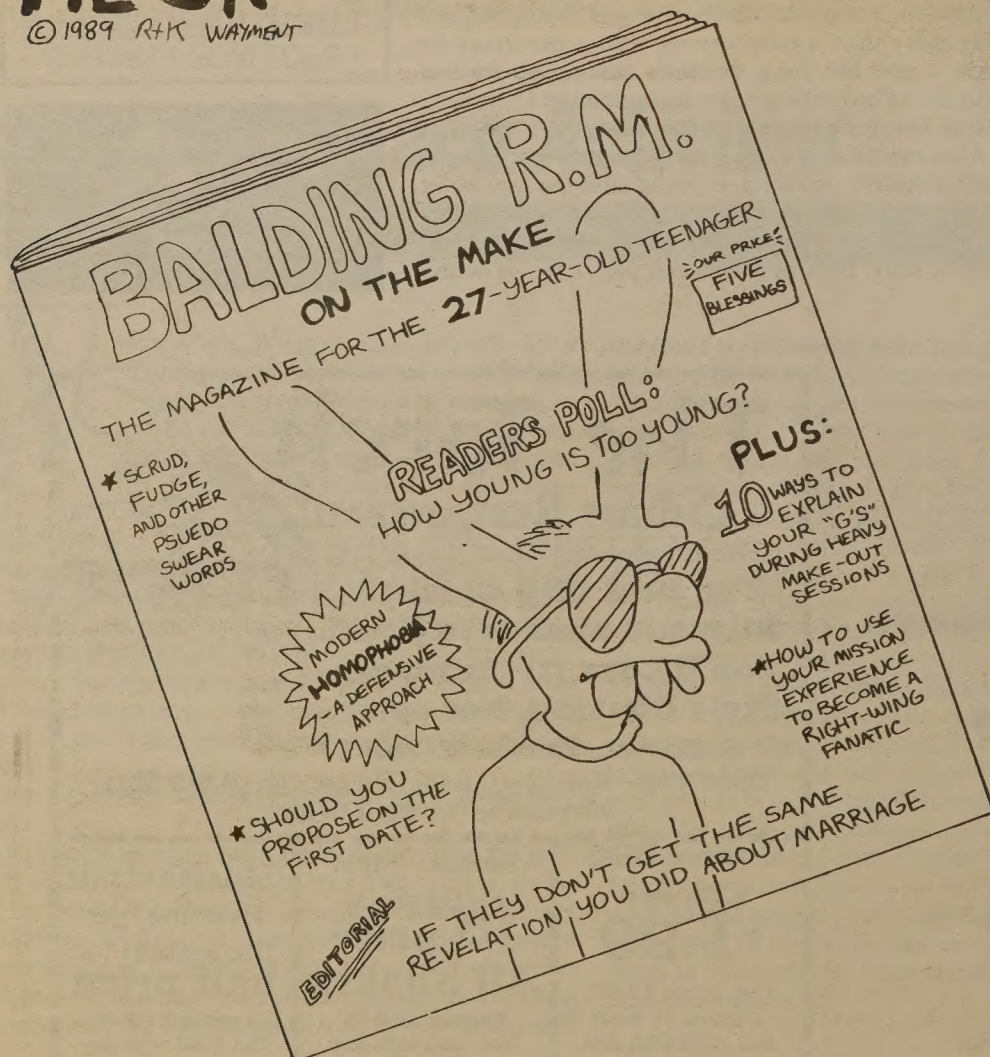 © 1989 R+K WAYMENT
BALDING R.M.
ON THE MAKE
THE MAGAZINE FOR THE 27-YEAR-OLD TEENAGER
OUR PRICE!
FIVE
BLESSINGS
READERS POLL:
HOW YOUNG IS TOO YOUNG?
★ SCRUD,
FUDGE,
AND OTHER
PSUEDO
SWEAR
WORDS
PLUS:
10 WAYS TO
EXPLAIN
YOUR "G'S"
DURING HEAVY
MAKE-OUT
SESSIONS
MODERN
HOMOPHOBIA
- A DEFENSIVE
APPROACH
★HOW TO USE
YOUR MISSION
EXPERIENCE
TO BECOME A
RIGHT-WING
FANATIC
★ SHOULD YOU
PROPOSE ON THE
FIRST DATE?
EDITORIAL
IF THEY DON'T GET THE SAME
REVELATION YOU DID ABOUT MARRIAGE